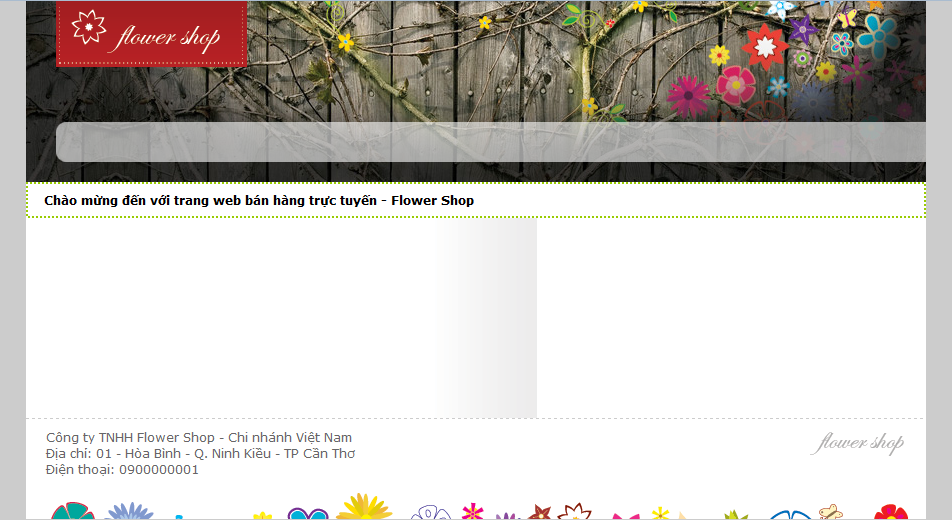 flower shop
Chào mừng đến với trang web bán hàng trực tuyến - Flower Shop
Công ty TNHH Flower Shop - Chi nhánh Việt Nam
Địa chỉ: 01 - Hòa Bình - Q. Ninh Kiều - TP Cần Thơ
flower shop
Điện thoại: 0900000001